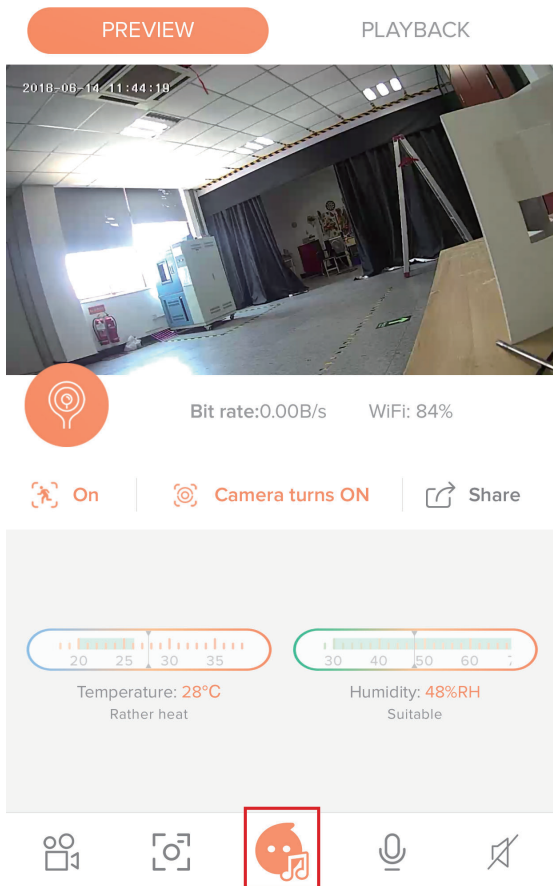 PREVIEW PLAYBACK
2018-06-14 11:44:19
Bit rate:0.00B/s WiFi: 84%
On Camera turns ON Share
20 25 30 35 30 40 50 60
Temperature: 28°C Humidity: 48%RH
Rather heat Suitable